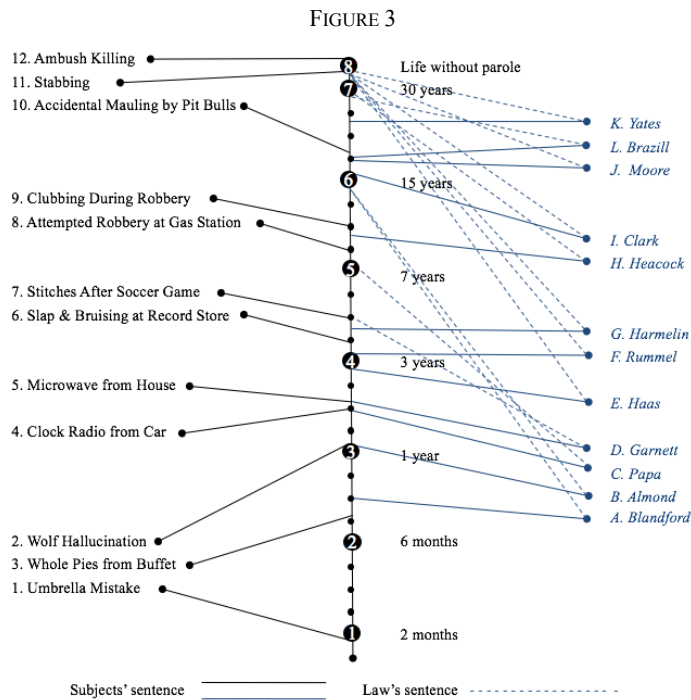 FIGURE 3
12. Ambush Killing
8
Life without parole
11. Stabbing
7
30 years
10. Accidental Mauling by Pit Bulls
K. Yates
L. Brazill
J. Moore
6
15 years
9. Clubbing During Robbery
8. Attempted Robbery at Gas Station
I. Clark
H. Heacock
5
7 years
7. Stitches After Soccer Game
6. Slap & Bruising at Record Store
G. Harmelin
F. Rummel
4
3 years
5. Microwave from House
E. Haas
4. Clock Radio from Car
D. Garnett
3
1 year
C. Papa
B. Almond
A. Blandford
2. Wolf Hallucination
2
6 months
3. Whole Pies from Buffet
1. Umbrella Mistake
1
2 months
Subjects' sentence
Law's sentence